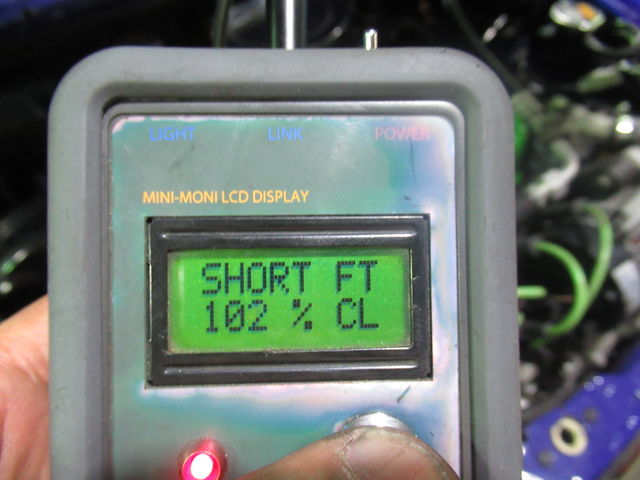 LIGHT LINK POWER
MINI-MONI LCD DISPLAY
SHORT FT
102 % CL